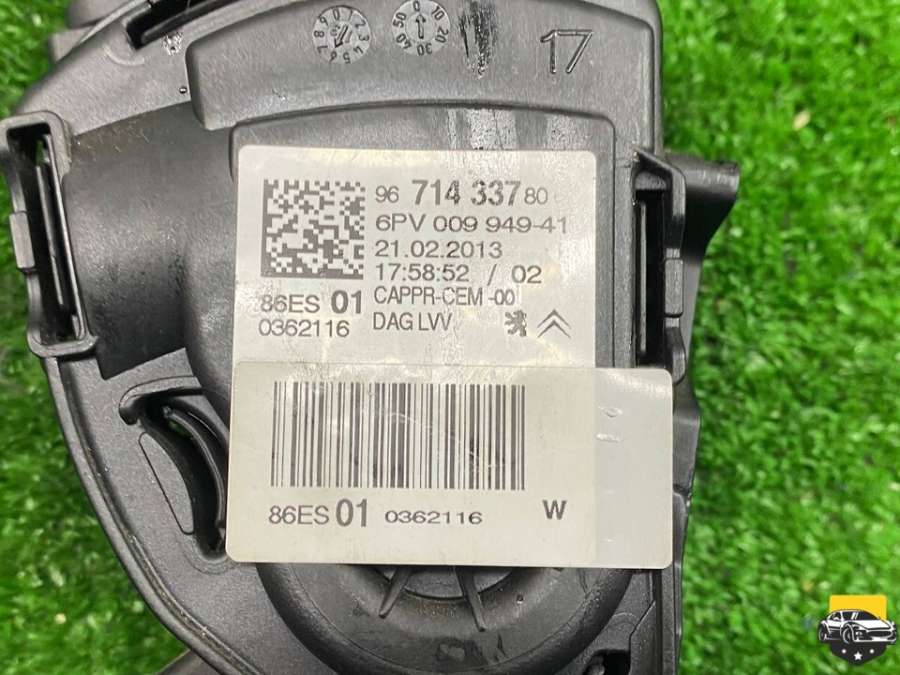 17
96 714 337 80
6PV 009 949-41
21.02.2013
17:58:52 / 02
86ES 01
CAPPR-CEM -00
0362116
DAG LVV
86ES 01 0362116 W